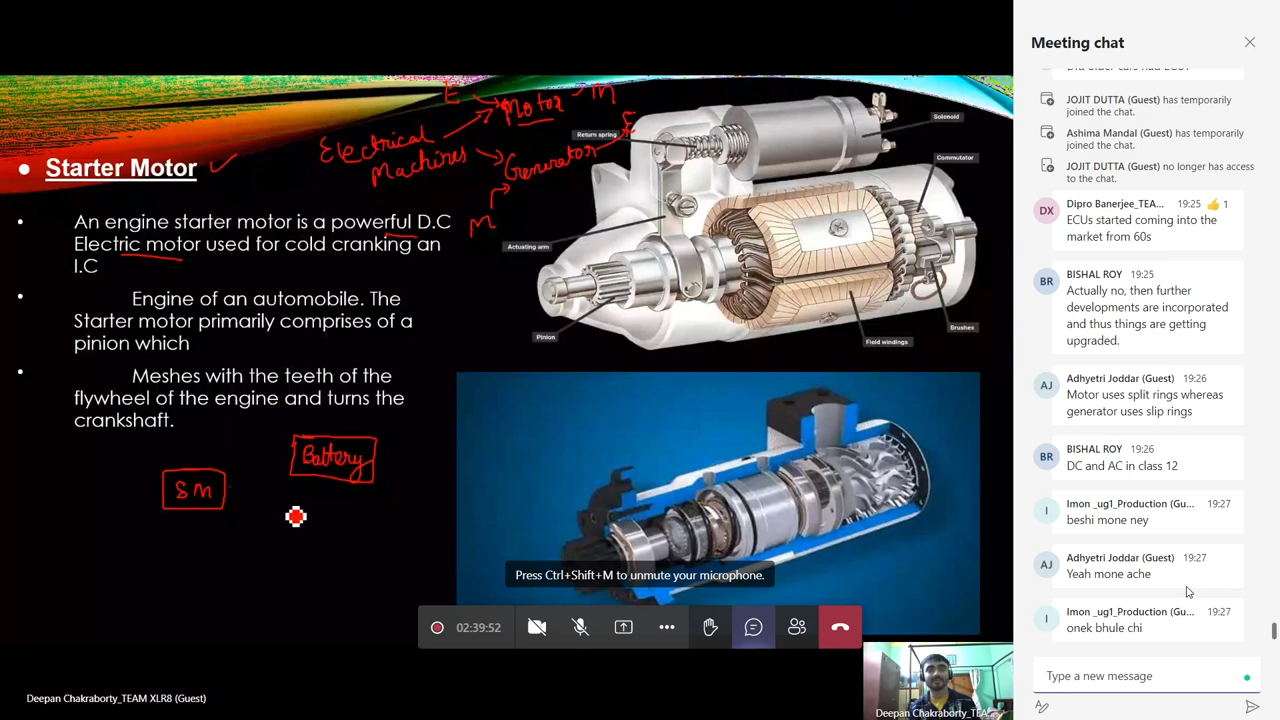 E → Motor → M
Electrical
Machines
Generator → E
M
• Starter Motor ✓
• An engine starter motor is a powerful D.C
Electric motor used for cold cranking an
I.C
• Engine of an automobile. The
Starter motor primarily comprises of a
pinion which
• Meshes with the teeth of the
flywheel of the engine and turns the
crankshaft.
Battery
SM
Return spring
Solenoid
Commutator
Actuating arm
Pinion
Field windings
Brushes
Press Ctrl+Shift+M to unmute your microphone.
02:39:52
Deepan Chakraborty_TEAM XLR8 (Guest)
Deepan Chakraborty_TEA...
Meeting chat
JOJIT DUTTA (Guest) has temporarily
joined the chat.
Ashima Mandal (Guest) has temporarily
joined the chat.
JOJIT DUTTA (Guest) no longer has access
to the chat.
DX
Dipro Banerjee_TEA... 19:25 👍 1
ECUs started coming into the
market from 60s
BR
BISHAL ROY 19:25
Actually no, then further
developments are incorporated
and thus things are getting
upgraded.
AJ
Adhyetri Joddar (Guest) 19:26
Motor uses split rings whereas
generator uses slip rings
BR
BISHAL ROY 19:26
DC and AC in class 12
I
Imon _ug1_Production (Gu... 19:27
beshi mone ney
AJ
Adhyetri Joddar (Guest) 19:27
Yeah mone ache
I
Imon _ug1_Production (Gu... 19:27
onek bhule chi
Type a new message